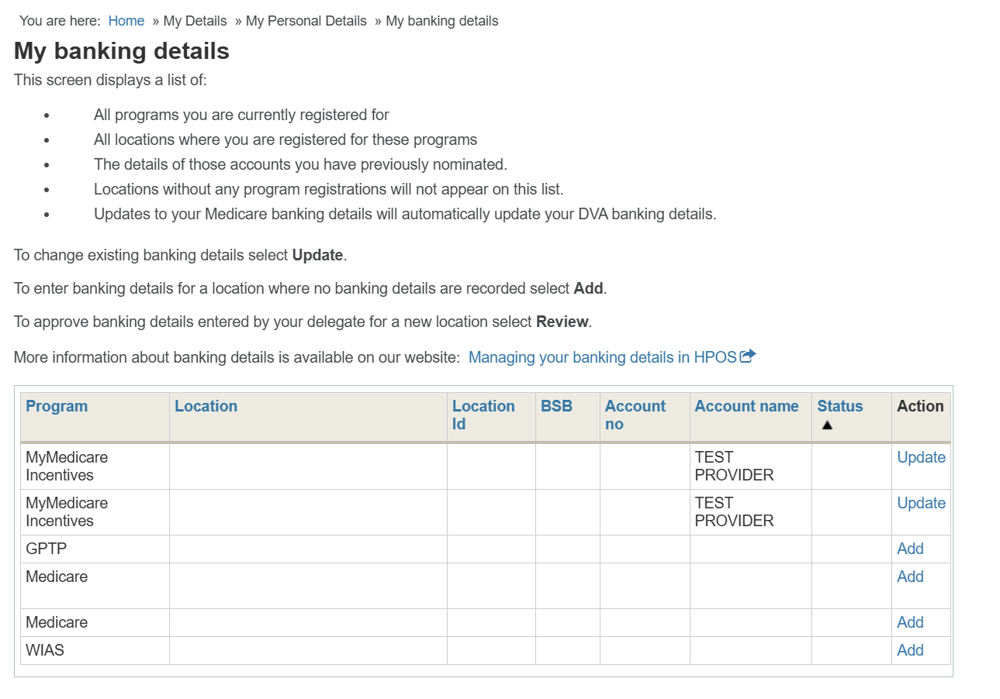 You are here: Home » My Details » My Personal Details » My banking details
My banking details
This screen displays a list of:
• All programs you are currently registered for
• All locations where you are registered for these programs
• The details of those accounts you have previously nominated.
• Locations without any program registrations will not appear on this list.
• Updates to your Medicare banking details will automatically update your DVA banking details.
To change existing banking details select Update.
To enter banking details for a location where no banking details are recorded select Add.
To approve banking details entered by your delegate for a new location select Review.
More information about banking details is available on our website: Managing your banking details in HPOS
Program Location Location Id BSB Account no Account name Status ▲ Action
MyMedicare Incentives TEST PROVIDER Update
MyMedicare Incentives TEST PROVIDER Update
GPTP Add
Medicare Add
Medicare Add
WIAS Add